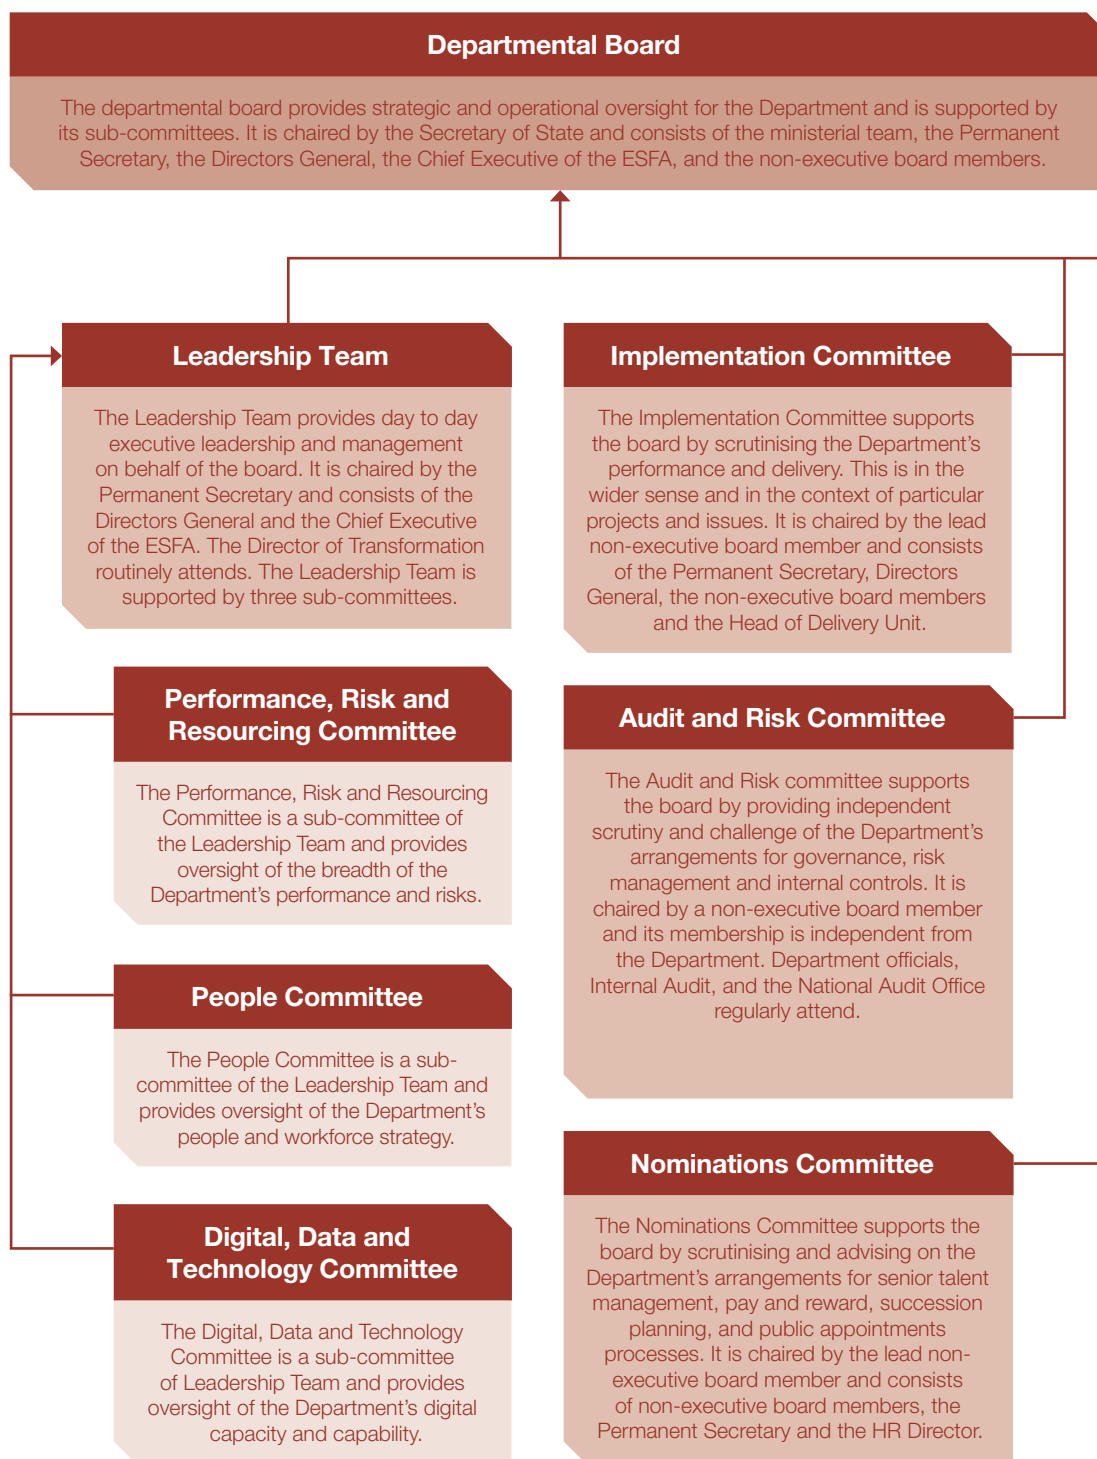 Departmental Board
The departmental board provides strategic and operational oversight for the Department and is supported by
its sub-committees. It is chaired by the Secretary of State and consists of the ministerial team, the Permanent
Secretary, the Directors General, the Chief Executive of the ESFA, and the non-executive board members.
Leadership Team
The Leadership Team provides day to day
executive leadership and management
on behalf of the board. It is chaired by the
Permanent Secretary and consists of the
Directors General and the Chief Executive
of the ESFA. The Director of Transformation
routinely attends. The Leadership Team is
supported by three sub-committees.
Performance, Risk and
Resourcing Committee
The Performance, Risk and Resourcing
Committee is a sub-committee of
the Leadership Team and provides
oversight of the breadth of the
Department's performance and risks.
People Committee
The People Committee is a sub-
committee of the Leadership Team and
provides oversight of the Department's
people and workforce strategy.
Digital, Data and
Technology Committee
The Digital, Data and Technology
Committee is a sub-committee
of Leadership Team and provides
oversight of the Department's digital
capacity and capability.
Implementation Committee
The Implementation Committee supports
the board by scrutinising the Department's
performance and delivery. This is in the
wider sense and in the context of particular
projects and issues. It is chaired by the lead
non-executive board member and consists
of the Permanent Secretary, Directors
General, the non-executive board members
and the Head of Delivery Unit.
Audit and Risk Committee
The Audit and Risk committee supports
the board by providing independent
scrutiny and challenge of the Department's
arrangements for governance, risk
management and internal controls. It is
chaired by a non-executive board member
and its membership is independent from
the Department. Department officials,
Internal Audit, and the National Audit Office
regularly attend.
Nominations Committee
The Nominations Committee supports the
board by scrutinising and advising on the
Department's arrangements for senior talent
management, pay and reward, succession
planning, and public appointments
processes. It is chaired by the lead non-
executive board member and consists
of non-executive board members, the
Permanent Secretary and the HR Director.